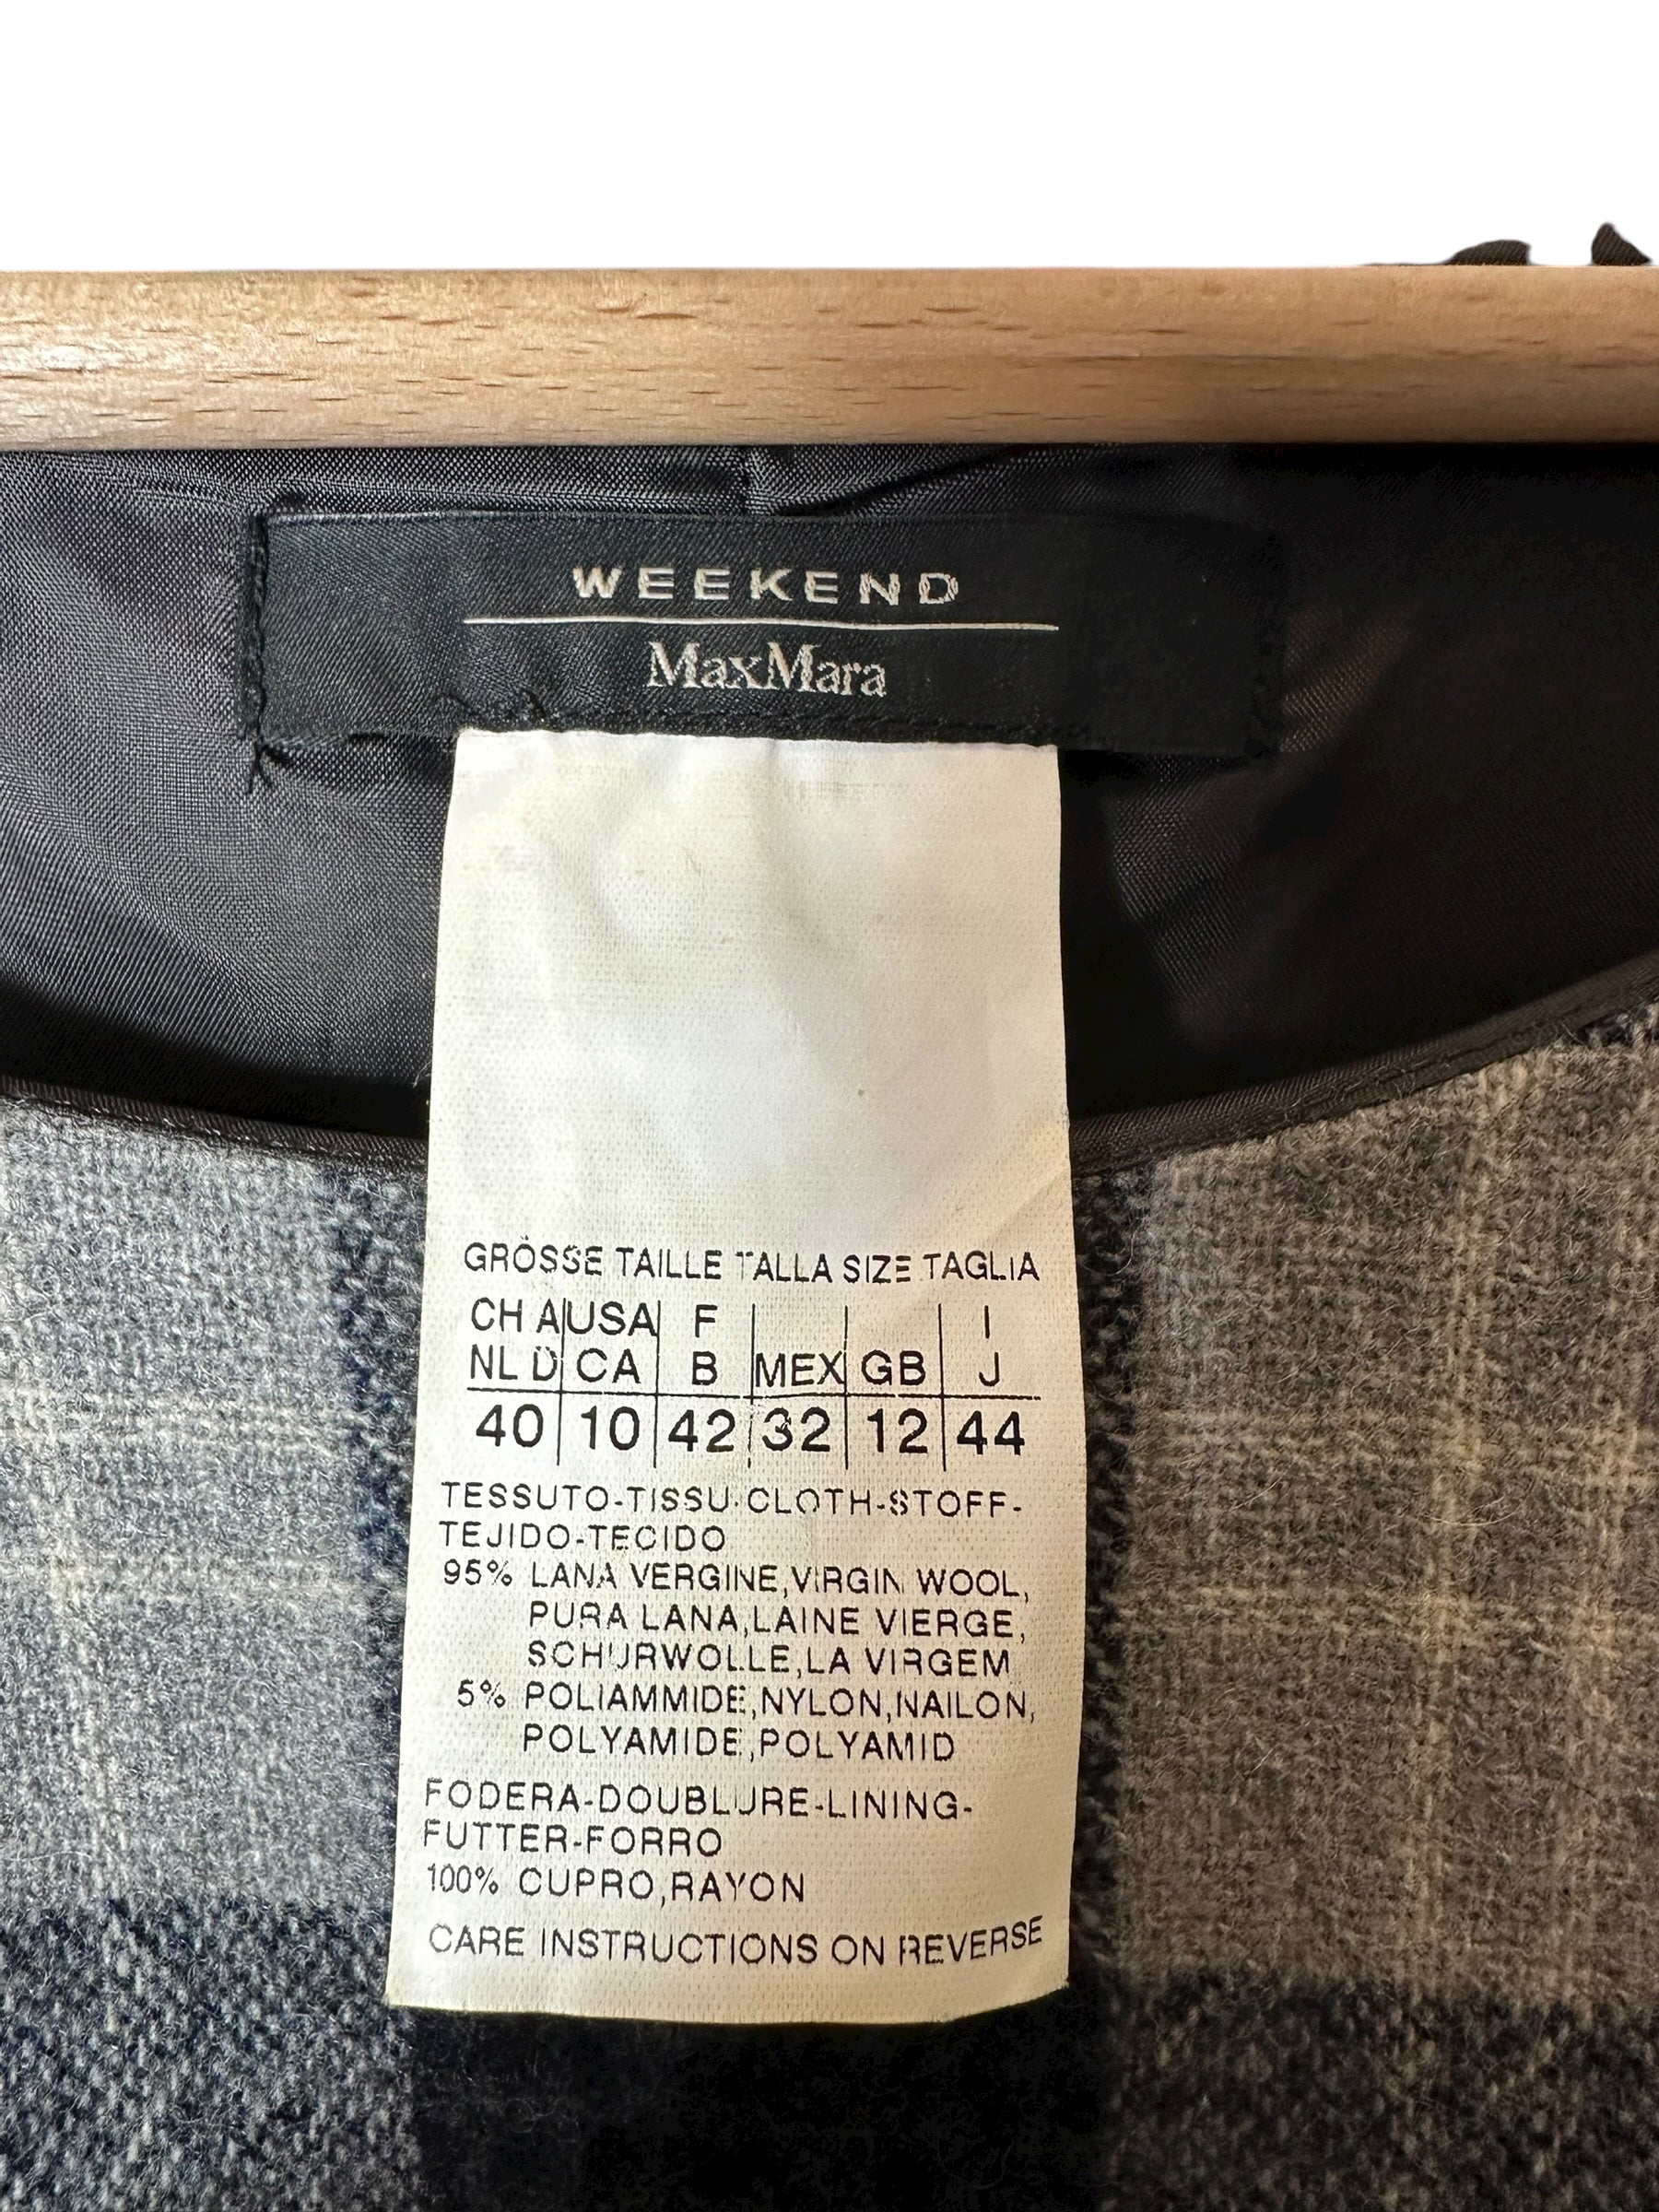 WEEKEND
MaxMara
GRÖSSE TAILLE TALLA SIZE TAGLIA
CH A USA F I
NL D CA B MEX GB J
40 10 42 32 12 44
TESSUTO-TISSU-CLOTH-STOFF-
TEJIDO-TECIDO
95% LANA VERGINE,VIRGIN WOOL,
PURA LANA,LAINE VIERGE,
SCHURWOLLE,LA VIRGEM
5% POLIAMMIDE,NYLON,NAILON,
POLYAMIDE,POLYAMID
FODERA-DOUBLURE-LINING-
FUTTER-FORRO
100% CUPRO,RAYON
CARE INSTRUCTIONS ON REVERSE